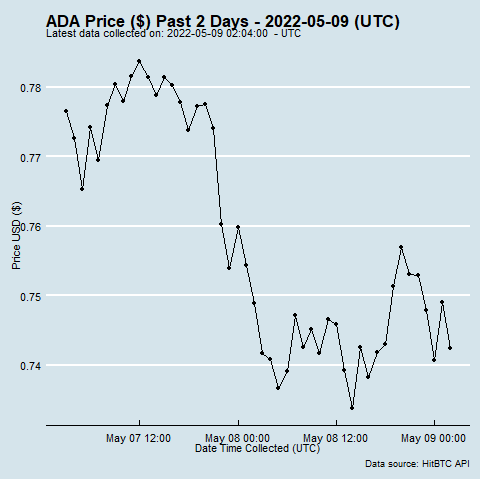 ADA Price ($) Past 2 Days - 2022-05-09 (UTC)
Latest data collected on: 2022-05-09 02:04:00 - UTC
0.78
0.77
0.76
0.75
0.74
Price USD ($)
May 07 12:00
May 08 00:00
May 08 12:00
May 09 00:00
Date Time Collected (UTC)
Data source: HitBTC API